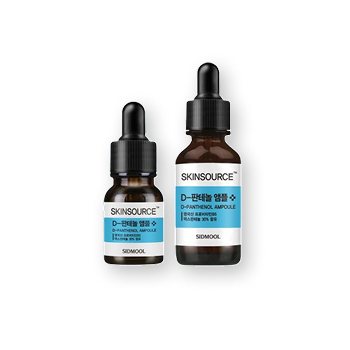 SKINSOURCE™
D-판테놀 앰플
D-PANTHENOL AMPOULE
SIDMOOL
SKINSOURCE™
D-판테놀 앰플
D-PANTHENOL AMPOULE
SIDMOOL